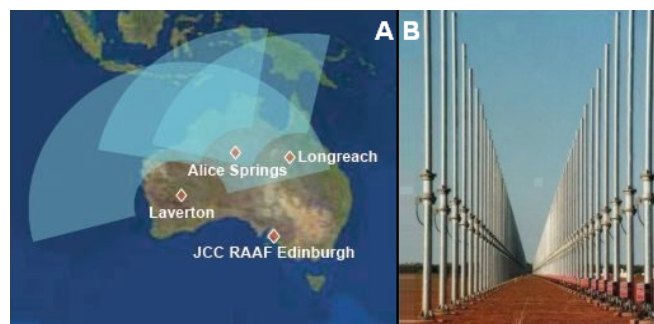 A B
Longreach
Alice Springs
Laverton
JCC RAAF Edinburgh